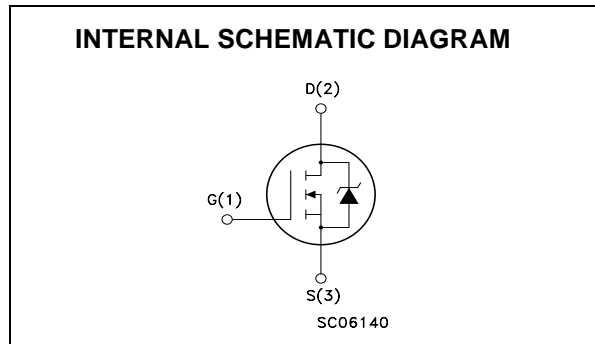 INTERNAL SCHEMATIC DIAGRAM
D(2)
G(1)
S(3)
SC06140